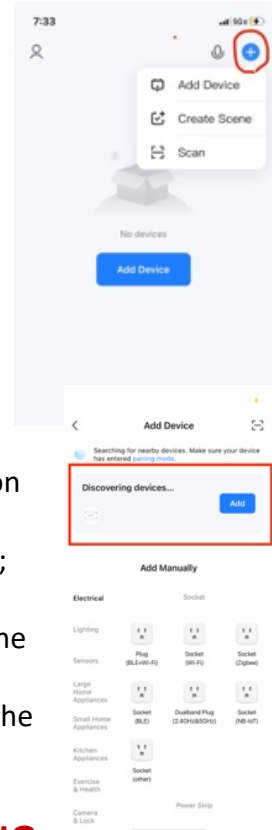 7:33
Add Device
Create Scene
Scan
No devices
Add Device
Add Device
Searching for nearby devices. Make sure your device
has entered pairing mode.
Discovering devices...
Add
on
;
he
Add Manually
Electrical
Socket
Lighting
Plug
(BLE+Wi-Fi)
Socket
(Wi-Fi)
Socket
(Zigbee)
Sensors
Large
Home
Appliances
Socket
(BLE)
Dualband Plug
(2.4GHz&5GHz)
Socket
(NB-IoT)
Small Home
Appliances
Kitchen
Appliances
Socket
(other)
Exercise
& Health
Power Strip
Camera
& Lock